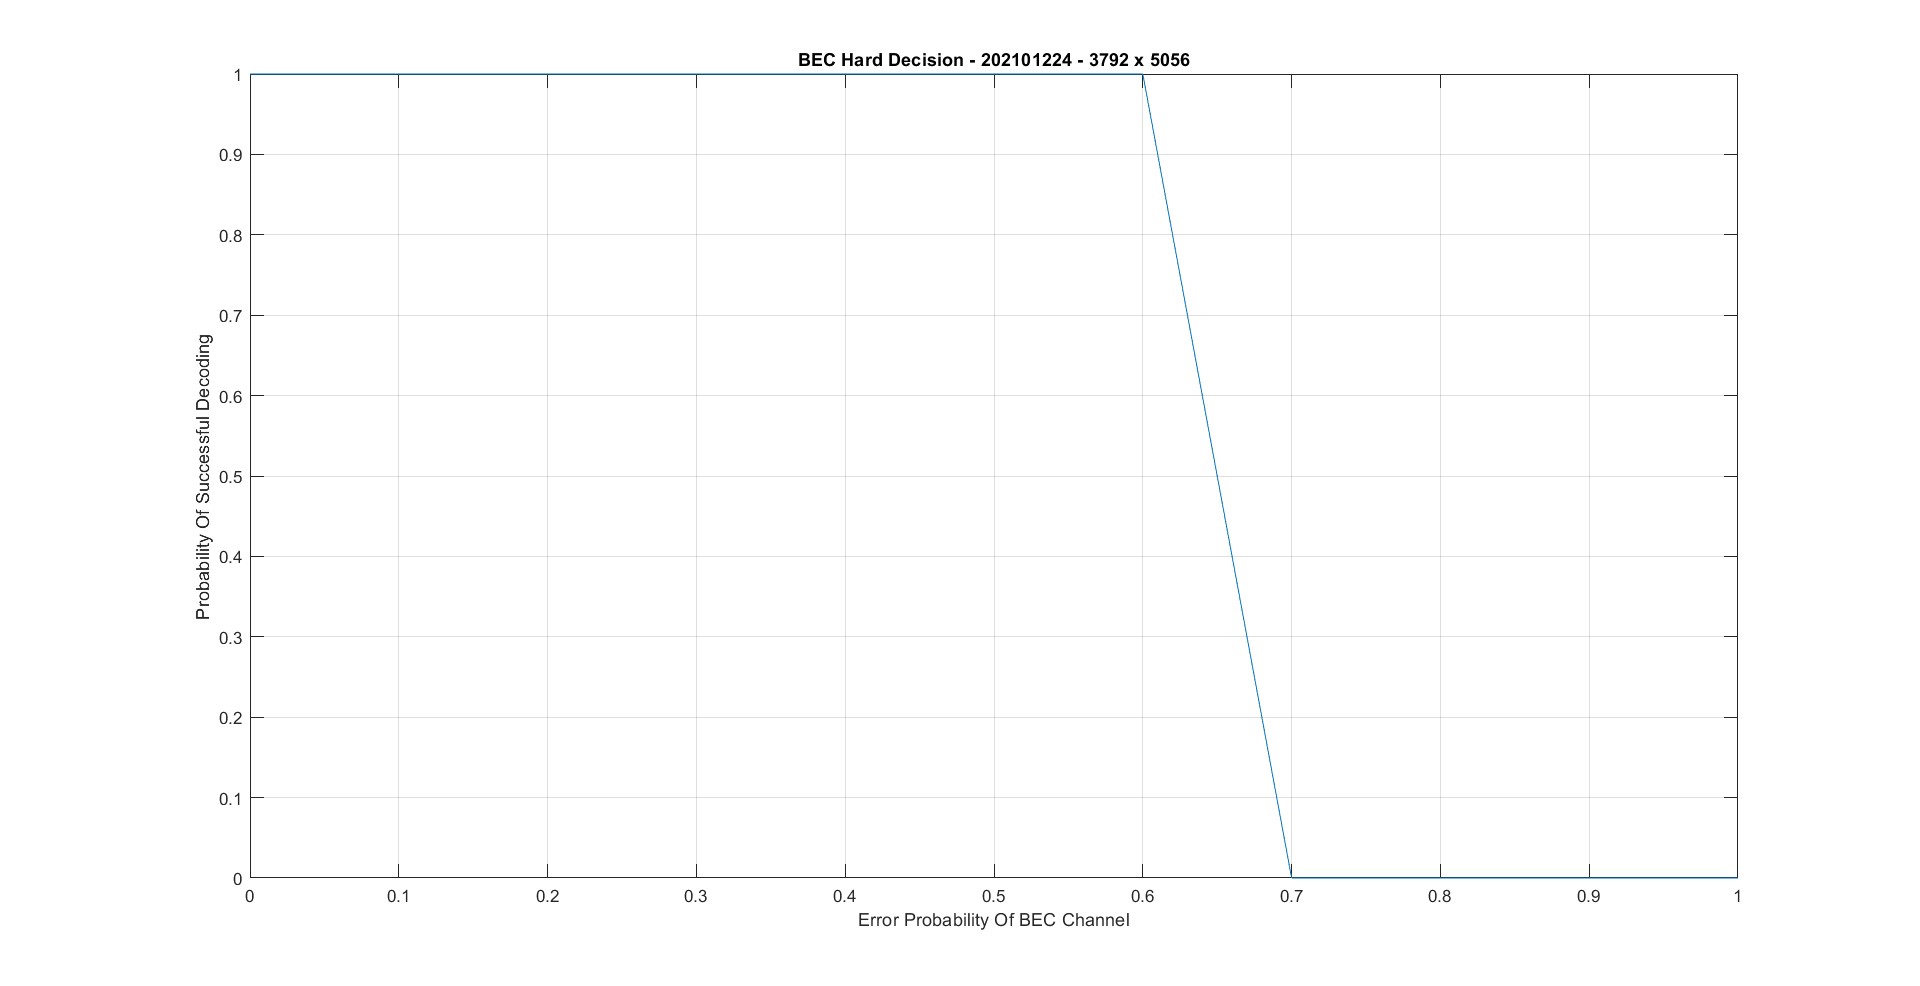 BEC Hard Decision - 202101224 - 3792 x 5056
1
0.9
0.8
0.7
0.6
0.5
0.4
0.3
0.2
0.1
0
Probability Of Successful Decoding
0 0.1 0.2 0.3 0.4 0.5 0.6 0.7 0.8 0.9 1
Error Probability Of BEC Channel